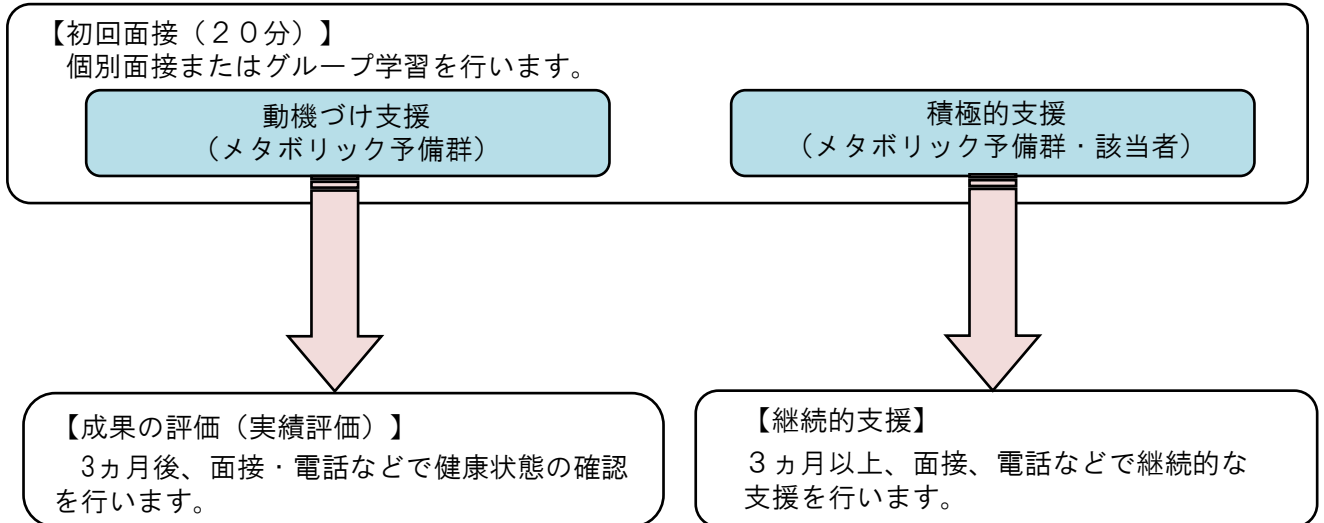 【初回面接（２０分）】
個別面接またはグループ学習を行います。
動機づけ支援
（メタボリック予備群）
積極的支援
（メタボリック予備群・該当者）
【成果の評価（実績評価）】
3ヵ月後、面接・電話などで健康状態の確認
を行います。
【継続的支援】
３ヵ月以上、面接、電話などで継続的な
支援を行います。